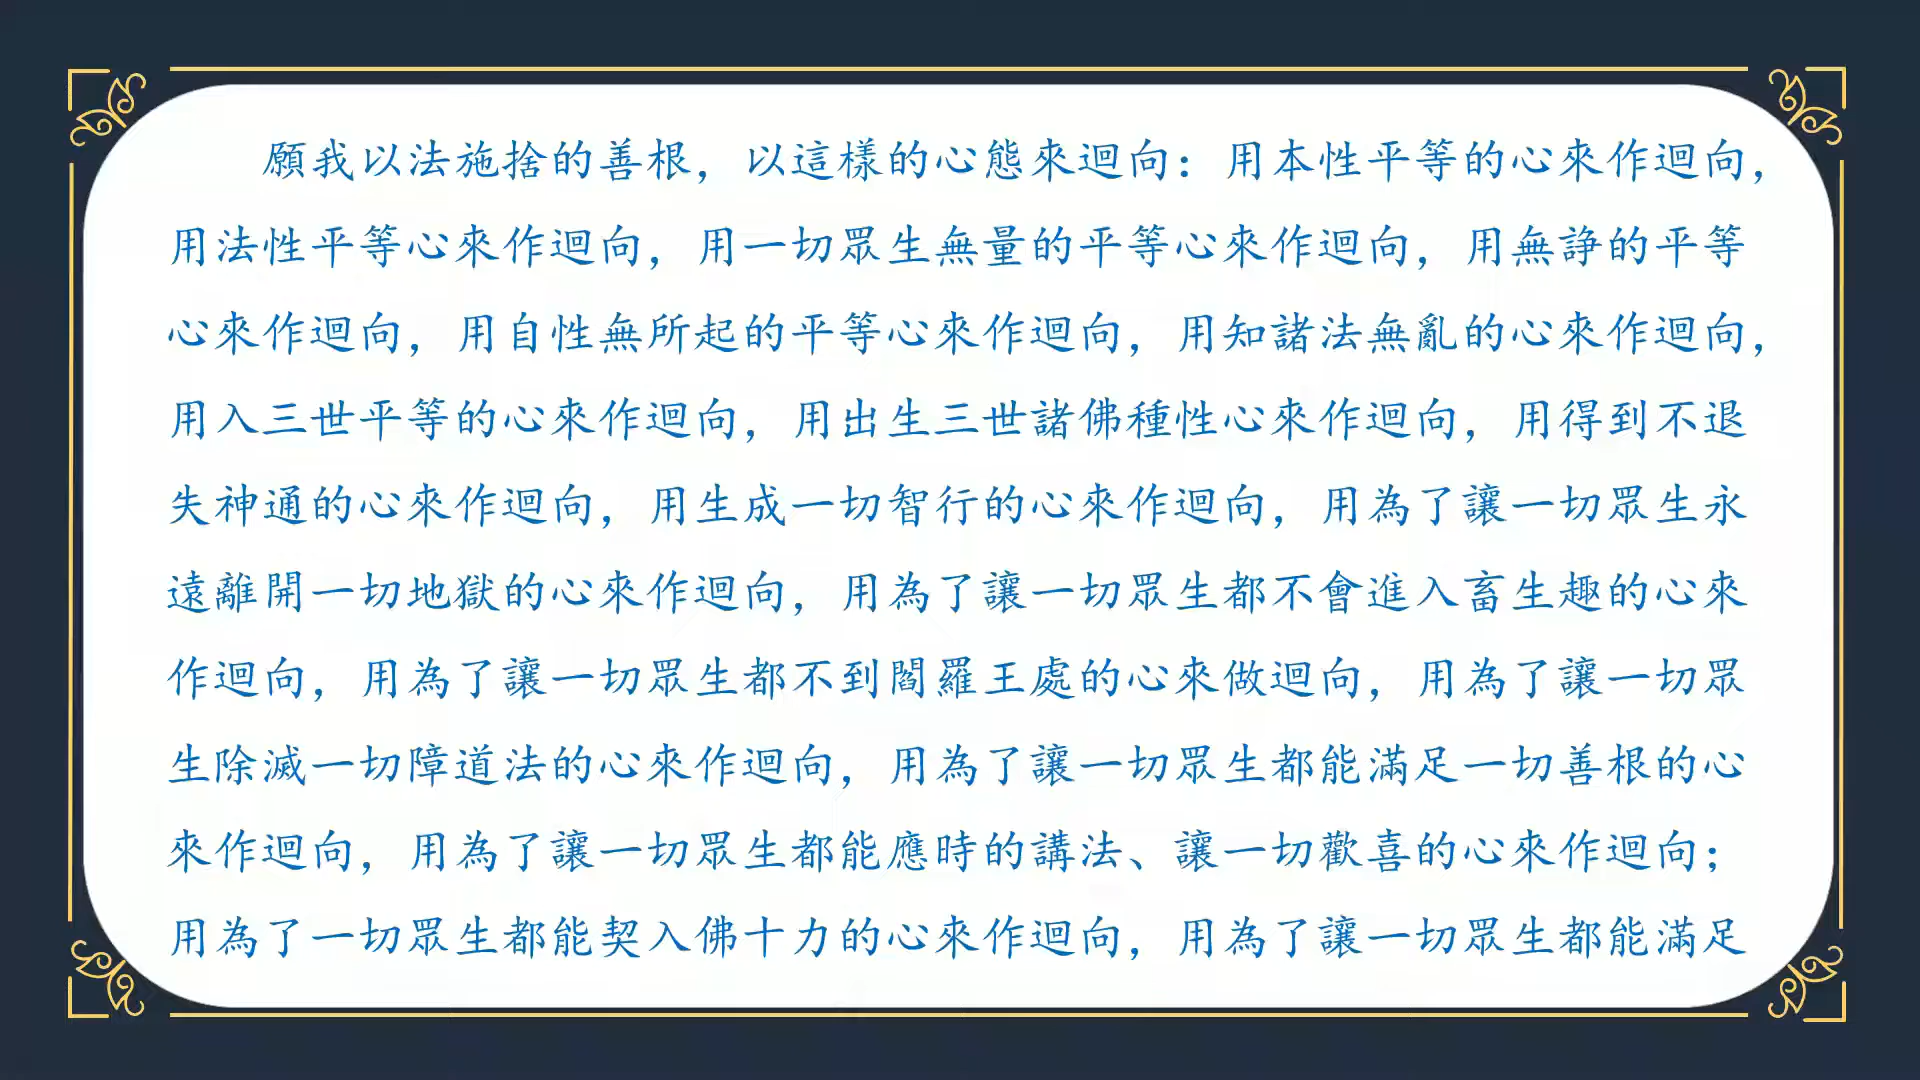 願我以法施捨的善根，以這樣的心態來迴向：用本性平等的心來作迴向，
用法性平等心來作迴向，用一切眾生無量的平等心來作迴向，用無諍的平等
心來作迴向，用自性無所起的平等心來作迴向，用知諸法無亂的心來作迴向，
用入三世平等的心來作迴向，用出生三世諸佛種性心來作迴向，用得到不退
失神通的心來作迴向，用生成一切智行的心來作迴向，用為了讓一切眾生永
遠離開一切地獄的心來作迴向，用為了讓一切眾生都不會進入畜生趣的心來
作迴向，用為了讓一切眾生都不到閻羅王處的心來做迴向，用為了讓一切眾
生除滅一切障道法的心來作迴向，用為了讓一切眾生都能滿足一切善根的心
來作迴向，用為了讓一切眾生都能應時的講法、讓一切歡喜的心來作迴向；
用為了一切眾生都能契入佛十力的心來作迴向，用為了讓一切眾生都能滿足